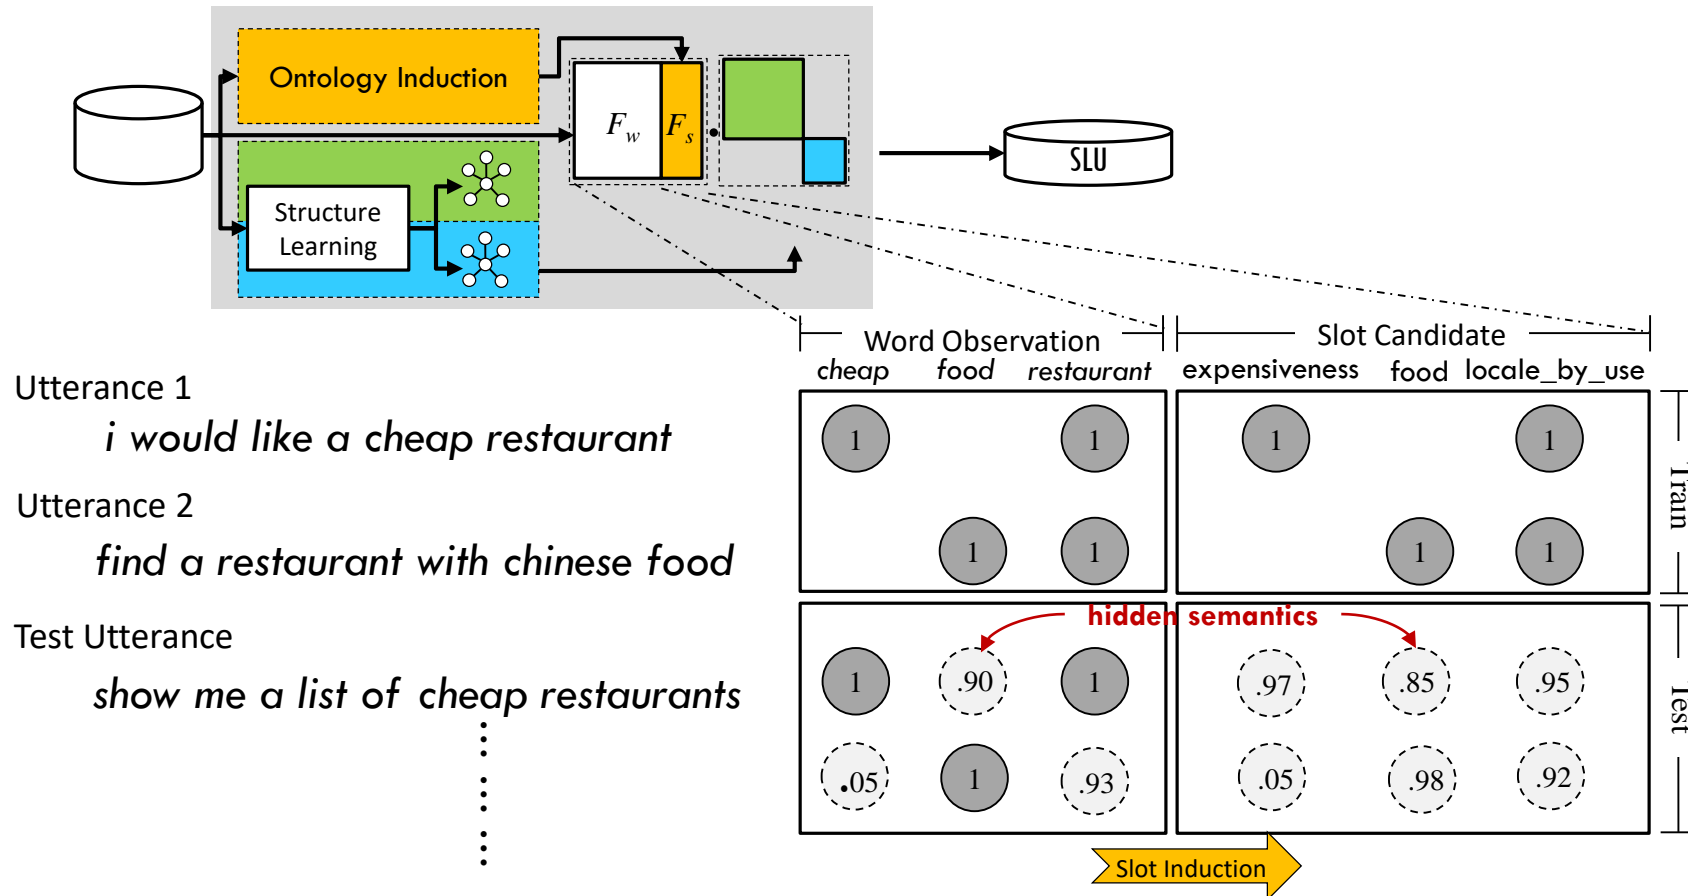 Ontology Induction
F_w F_s
SLU
Structure
Learning
Word Observation
Slot Candidate
cheap food restaurant
expensiveness food locale_by_use
Utterance 1
i would like a cheap restaurant
1 1 1 1
Train
Utterance 2
find a restaurant with chinese food
1 1 1 1
hidden semantics
Test Utterance
show me a list of cheap restaurants
1 .90 1 .97 .85 .95
Test
.05 1 .93 .05 .98 .92
Slot Induction